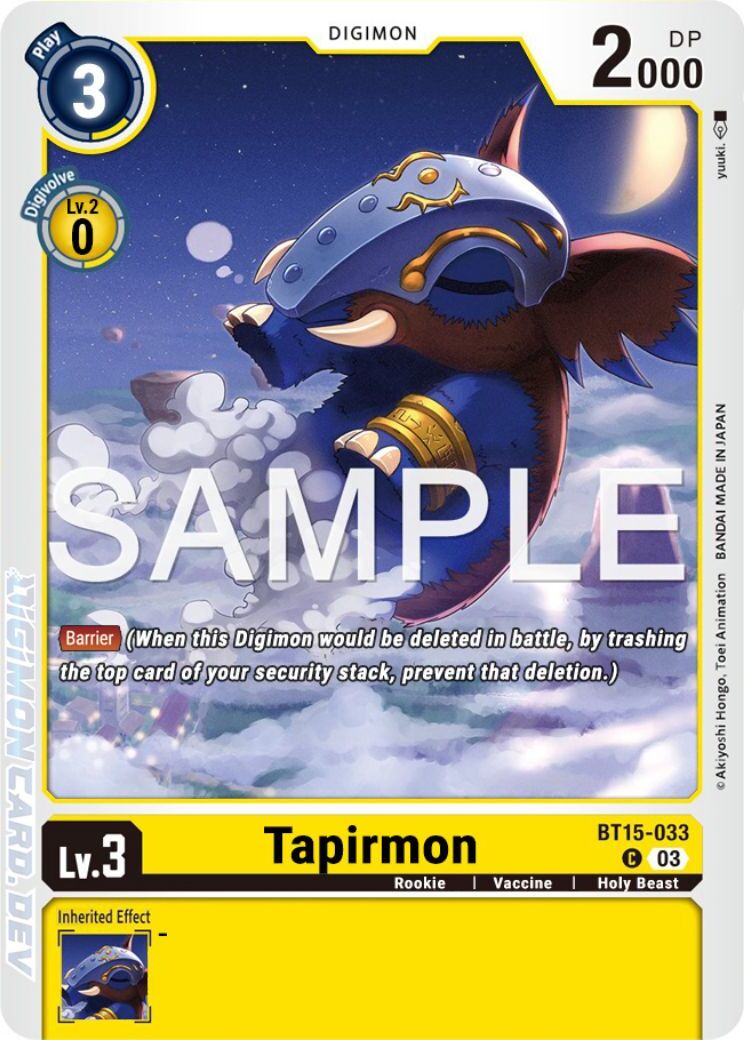 DIGIMON
Play
3
DP
2000
Digivolve
Lv.2
0
yuuki.
SAMPLE
Barrier (When this Digimon would be deleted in battle, by trashing
the top card of your security stack, prevent that deletion.)
© Akiyoshi Hongo, Toei Animation BANDAI MADE IN JAPAN
DIGIMONCARD.DEV
Lv.3
Tapirmon
BT15-033
C 03
Rookie | Vaccine | Holy Beast
Inherited Effect
-